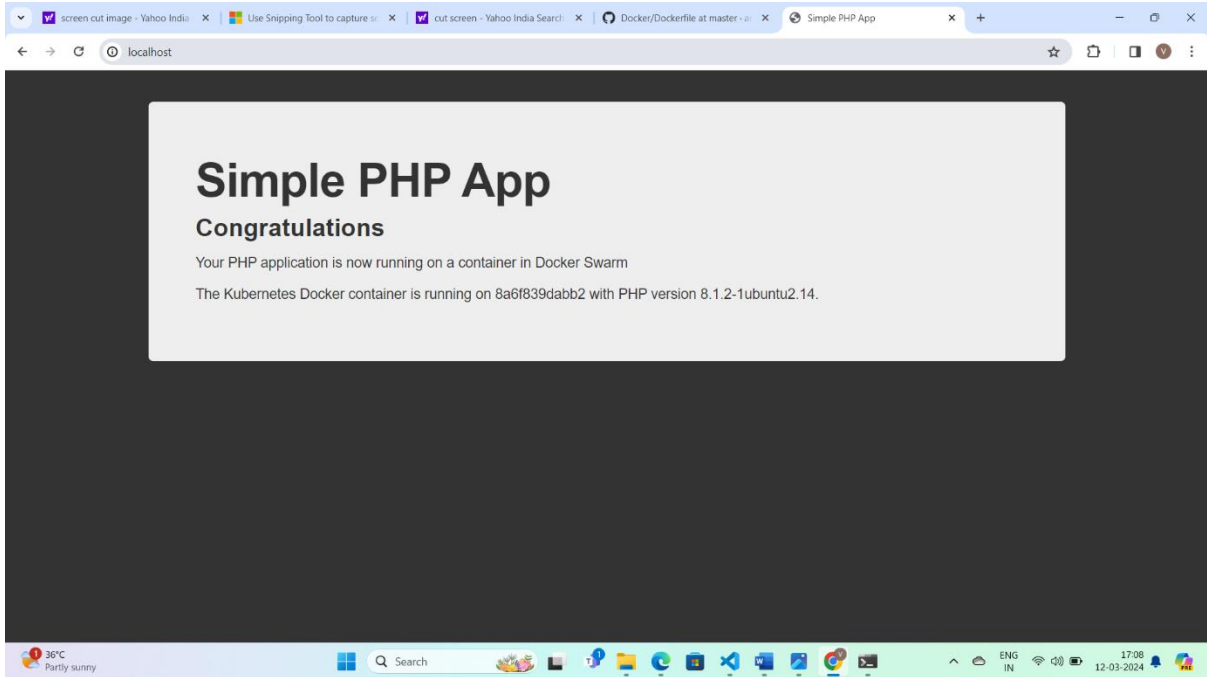 screen cut image - Yahoo India
Use Snipping Tool to capture sc
cut screen - Yahoo India Search
Docker/Dockerfile at master · a
Simple PHP App
localhost
V
Simple PHP App
Congratulations
Your PHP application is now running on a container in Docker Swarm
The Kubernetes Docker container is running on 8a6f839dabb2 with PHP version 8.1.2-1ubuntu2.14.
1
36°C
Partly sunny
Search
1
V
ENG
IN
17:08
12-03-2024
PRE